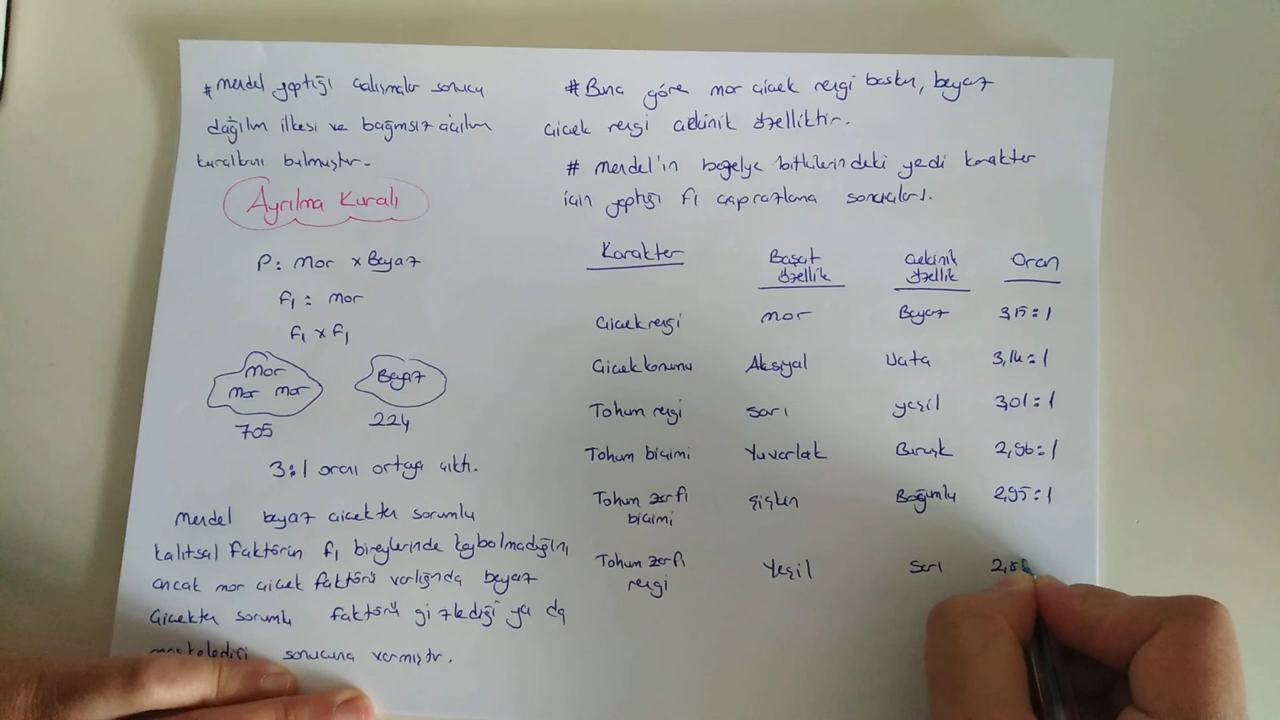 # Mendel yaptığı çalışmalar sonucu
dağılım ilkesi ve bağımsız açılım
kuralını bulmuştur.
Ayrılma Kuralı
P: Mor x Beyaz
F1 : Mor
F1 x F1
Mor
Mor Mor
Beyaz
705
224
3:1 oranı ortaya çıktı.
Mendel beyaz çiçekten sorumlu
kalıtsal faktörün F1 bireylerinde kaybolmadığını,
ancak mor çiçek faktörü varlığında beyaz
çiçekten sorumlu faktörü gizlediği ya da
maskelediği sonucuna varmıştır.
# Buna göre mor çiçek rengi baskın, beyaz
çiçek rengi çekinik özelliktir.
# Mendel'in bezelye bitkilerindeki yedi karakter
için yaptığı F1 çaprazlama sonuçları.
Karakter Başat özellik Çekinik özellik Oran
Çiçek rengi Mor Beyaz 3,15:1
Çiçek konumu Aksiyal Uçta 3,14:1
Tohum rengi Sarı yeşil 3,01:1
Tohum biçimi Yuvarlak Buruşuk 2,96:1
Tohum zarfı biçimi şişken Boğumlu 2,95:1
Tohum zarfı rengi Yeşil Sarı 2,8